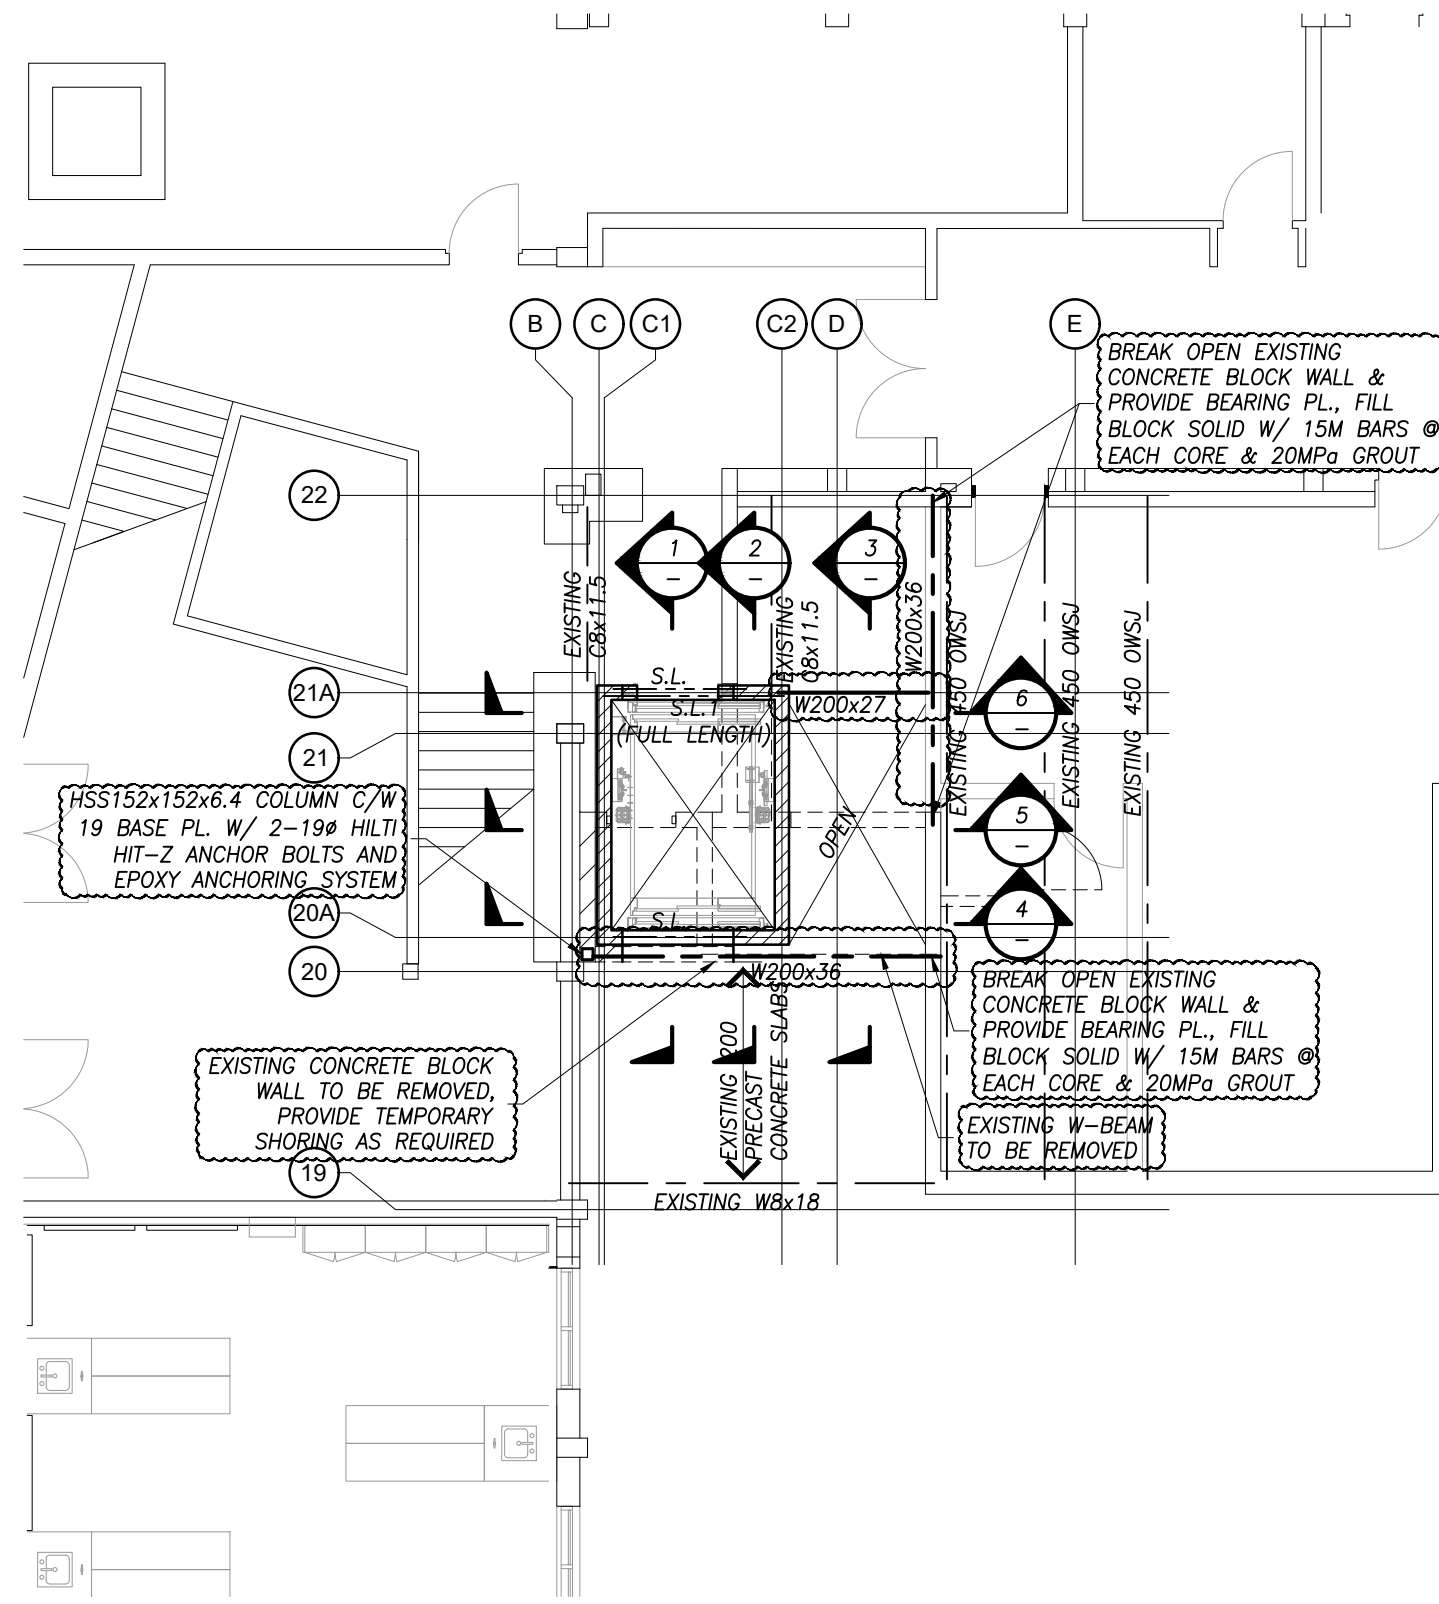 B
C
C1
C2
D
E
BREAK OPEN EXISTING
CONCRETE BLOCK WALL &
PROVIDE BEARING PL., FILL
BLOCK SOLID W/ 15M BARS @
EACH CORE & 20MPa GROUT
22
1
–
2
–
3
–
EXISTING
C8x11.5
EXISTING
C8x11.5
W200x36
EXISTING 450 OWSJ
EXISTING 450 OWSJ
EXISTING 450 OWSJ
21A
S.L.
S.L.1
(FULL LENGTH)
W200x27
6
–
21
HSS152x152x6.4 COLUMN C/W
19 BASE PL. W/ 2-19ø HILTI
HIT-Z ANCHOR BOLTS AND
EPOXY ANCHORING SYSTEM
OPEN
5
–
20A
S.L.
4
–
20
W200x36
BREAK OPEN EXISTING
CONCRETE BLOCK WALL &
PROVIDE BEARING PL., FILL
BLOCK SOLID W/ 15M BARS @
EACH CORE & 20MPa GROUT
EXISTING 200
PRECAST
CONCRETE SLABS
EXISTING CONCRETE BLOCK
WALL TO BE REMOVED,
PROVIDE TEMPORARY
SHORING AS REQUIRED
EXISTING W-BEAM
TO BE REMOVED
19
EXISTING W8x18